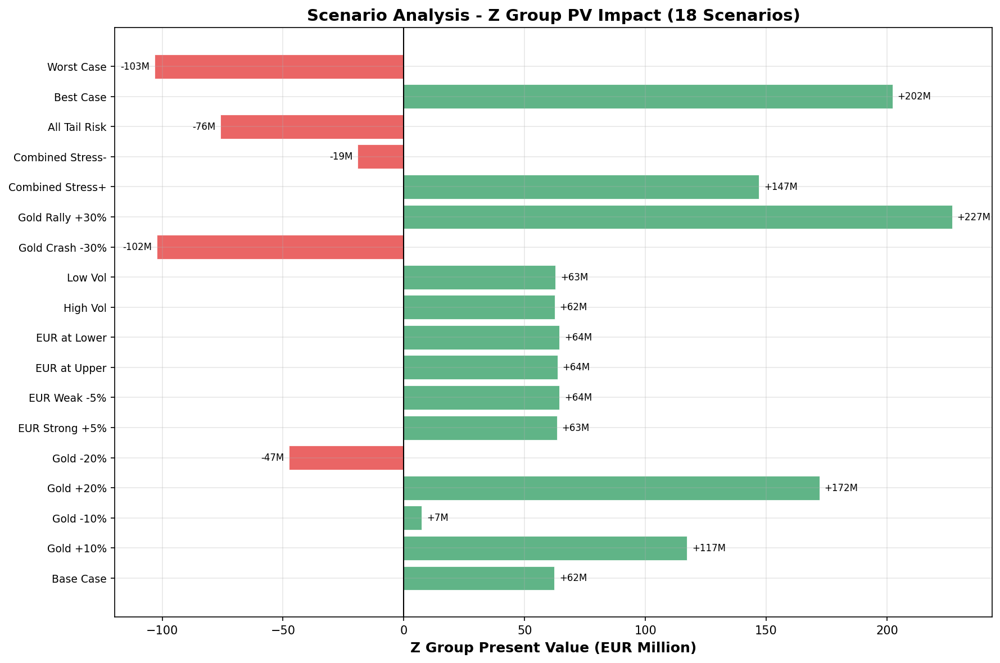 Scenario Analysis - Z Group PV Impact (18 Scenarios)
Worst Case -103M
Best Case +202M
All Tail Risk -76M
Combined Stress- -19M
Combined Stress+ +147M
Gold Rally +30% +227M
Gold Crash -30% -102M
Low Vol +63M
High Vol +62M
EUR at Lower +64M
EUR at Upper +64M
EUR Weak -5% +64M
EUR Strong +5% +63M
Gold -20% -47M
Gold +20% +172M
Gold -10% +7M
Gold +10% +117M
Base Case +62M
−100 −50 0 50 100 150 200
Z Group Present Value (EUR Million)